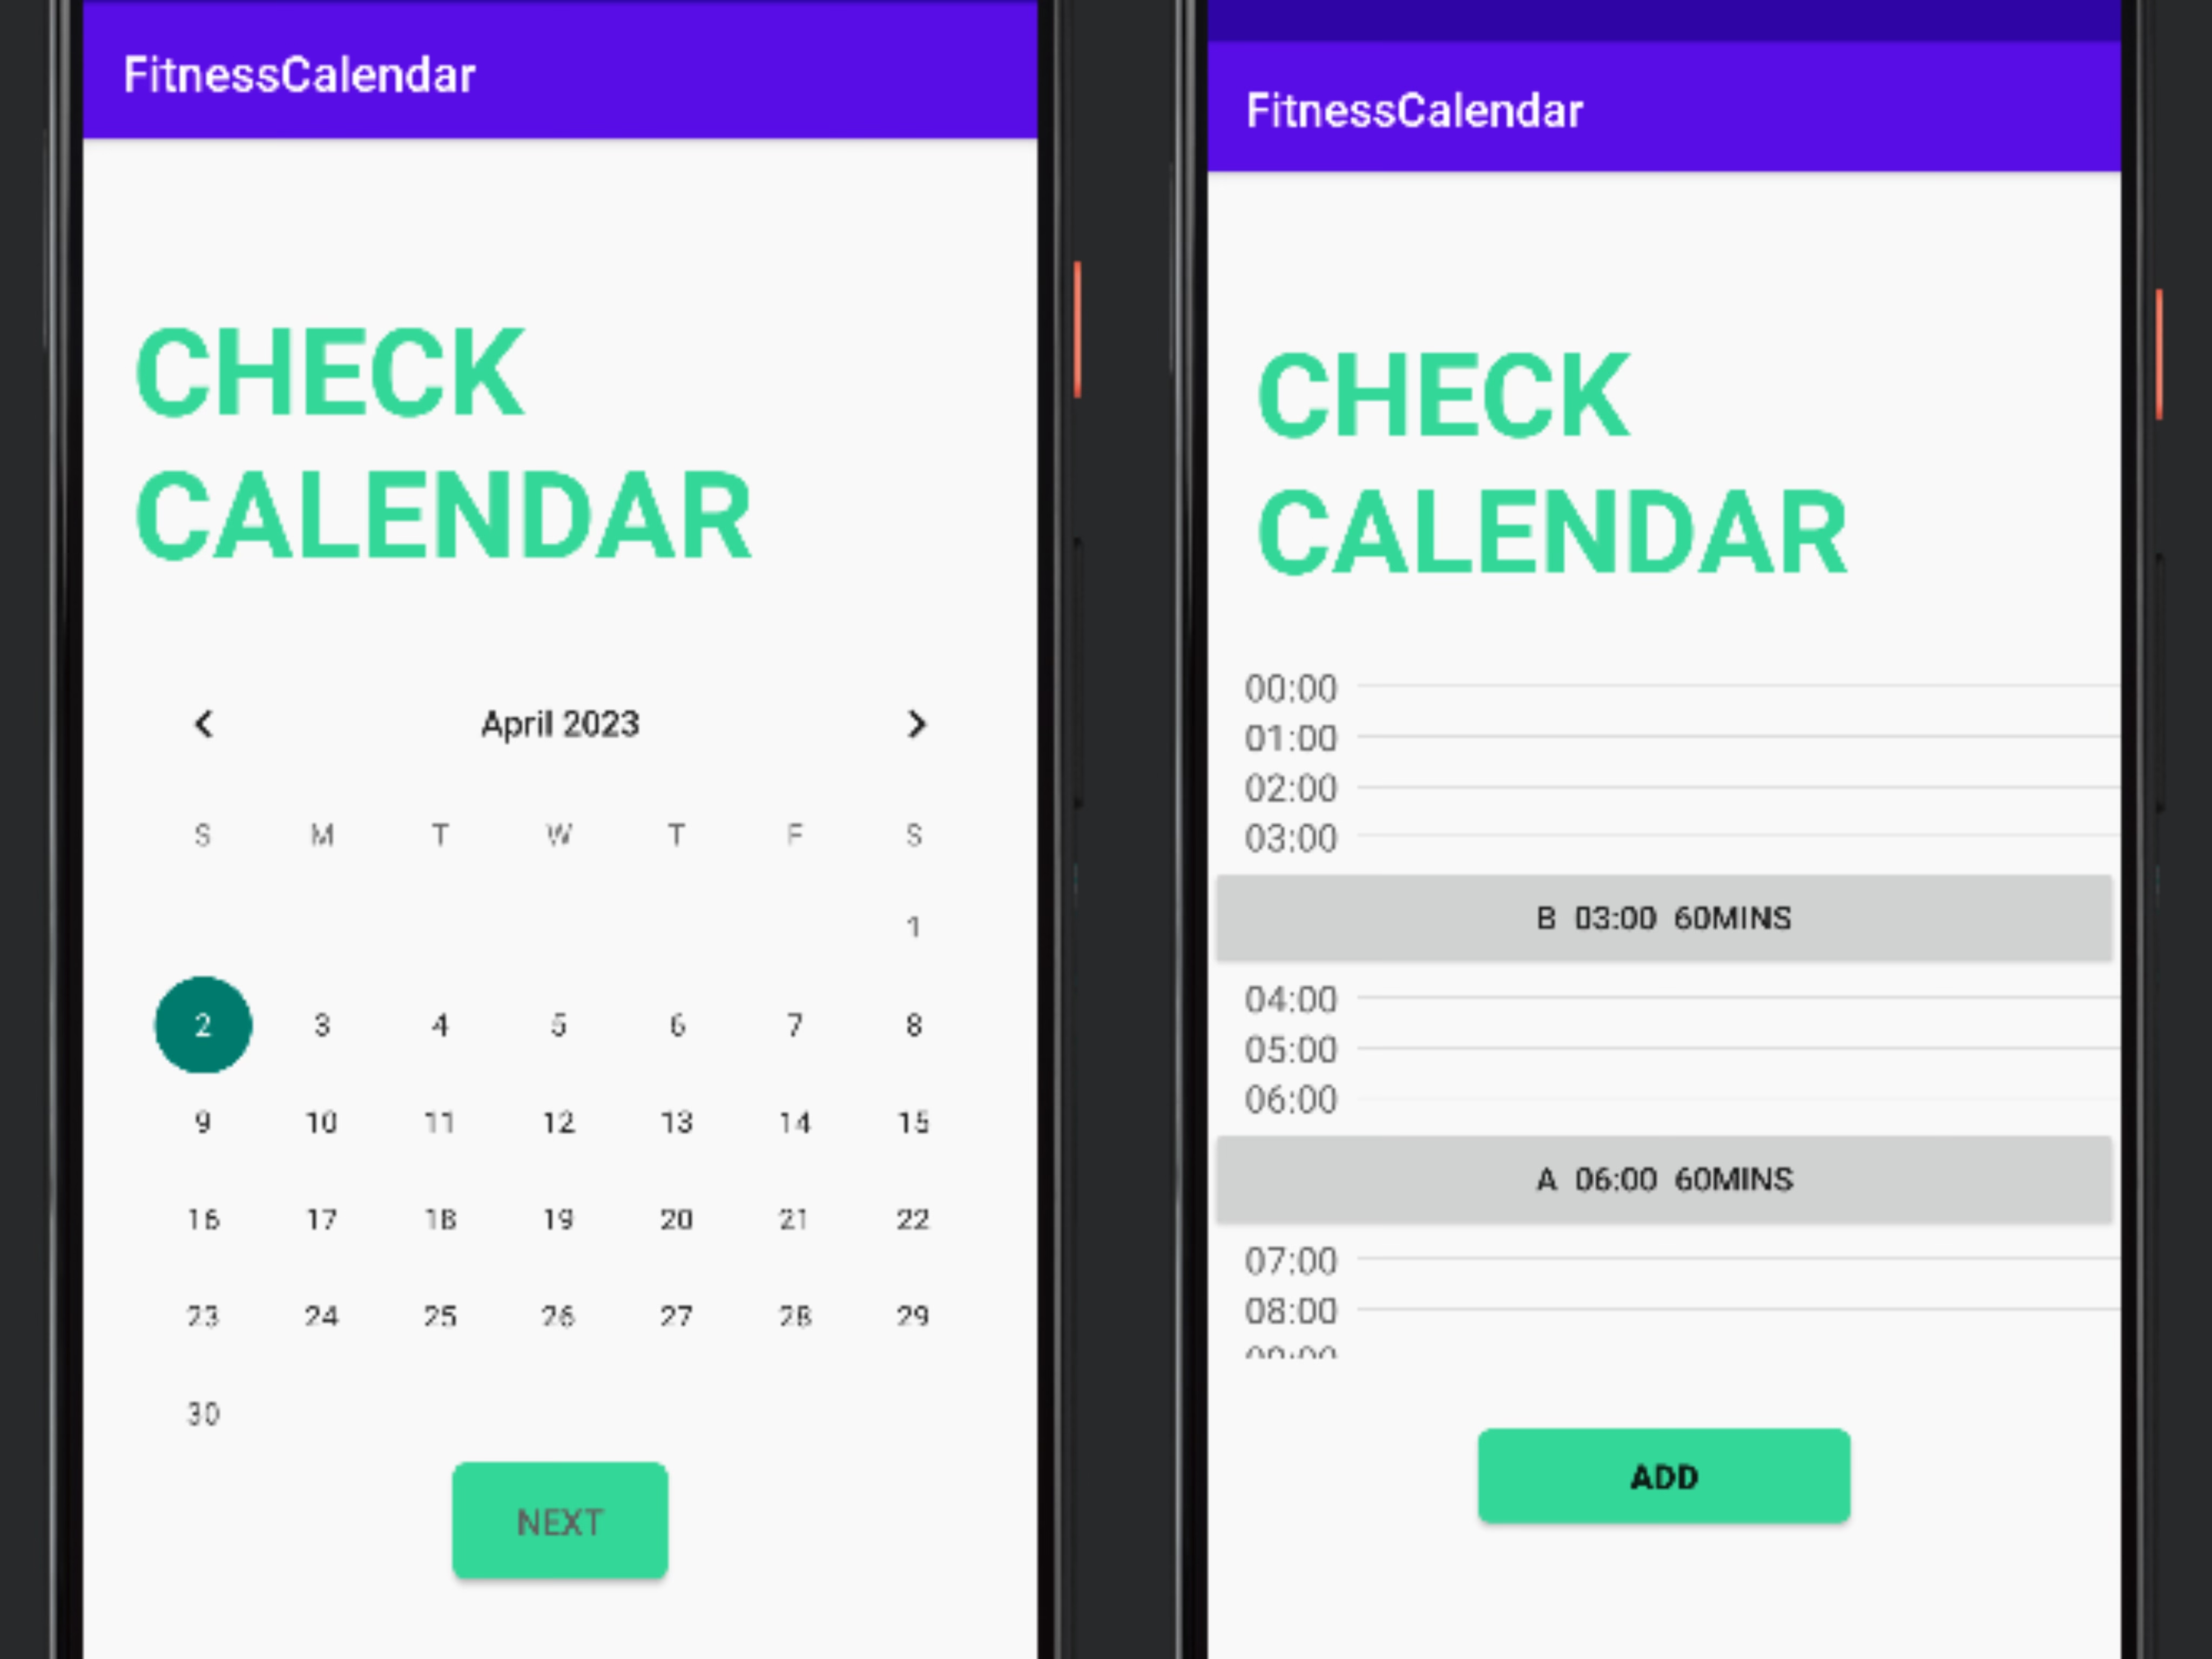 FitnessCalendar
CHECK
CALENDAR
April 2023
S M T W T F S
1
2 3 4 5 6 7 8
9 10 11 12 13 14 15
16 17 18 19 20 21 22
23 24 25 26 27 28 29
30
NEXT
FitnessCalendar
CHECK
CALENDAR
00:00
01:00
02:00
03:00
B 03:00 60MINS
04:00
05:00
06:00
A 06:00 60MINS
07:00
08:00
ADD